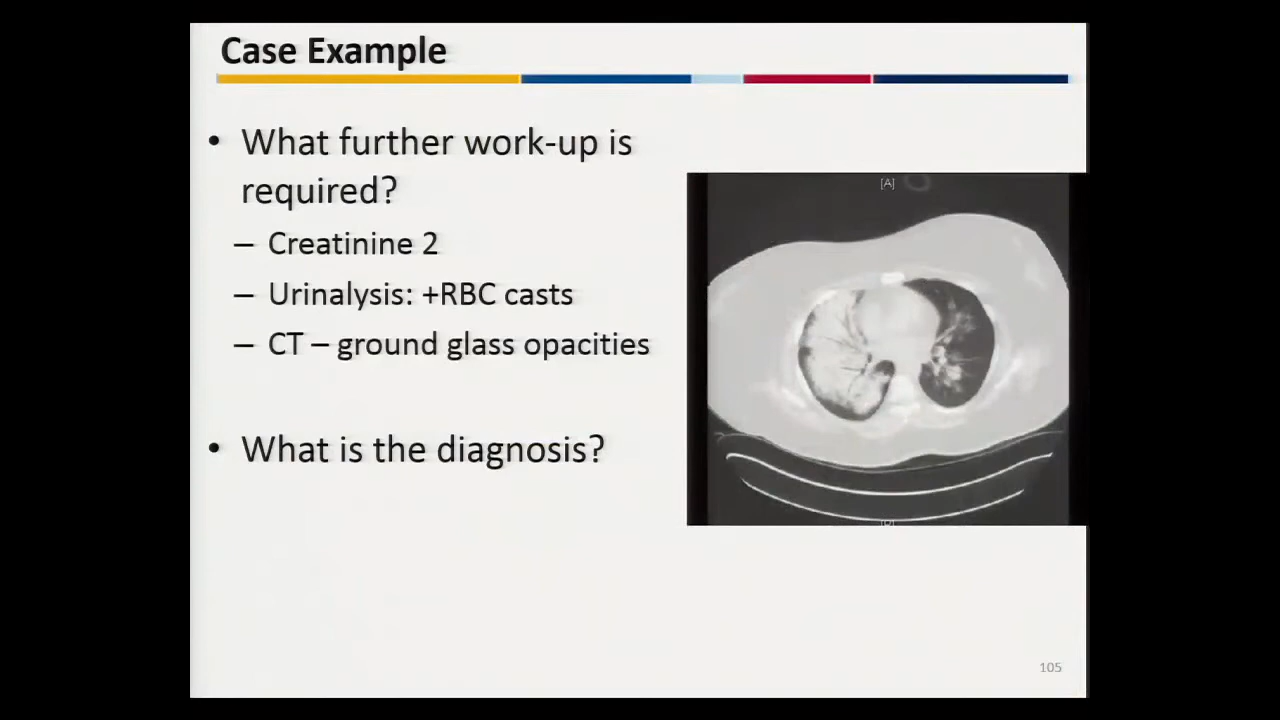 Case Example
• What further work-up is
required?
– Creatinine 2
– Urinalysis: +RBC casts
– CT – ground glass opacities
• What is the diagnosis?
[A]
105